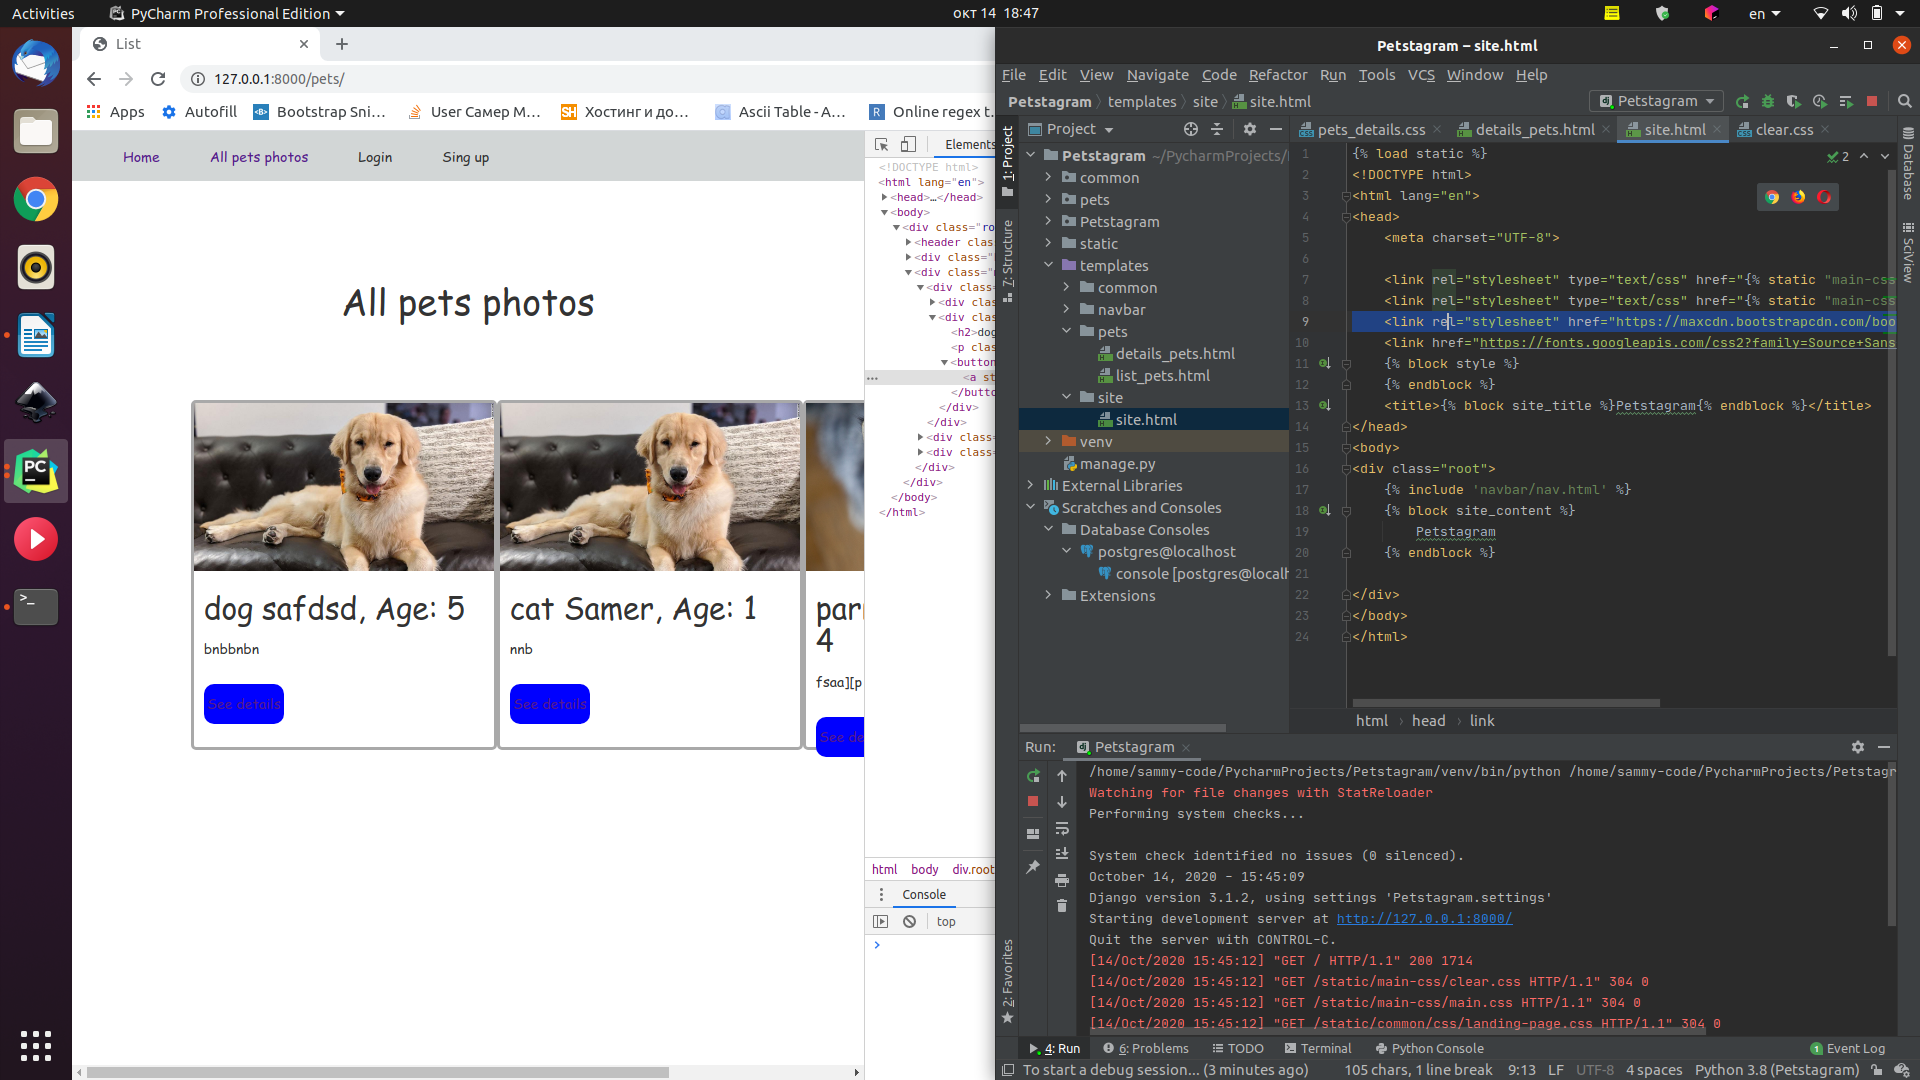 Activities
PyCharm Professional Edition
окт 14 18:47
en
List
127.0.0.1:8000/pets/
Apps
Autofill
Bootstrap Sni...
User Самер М...
Хостинг и до...
Ascii Table - A...
Online regex t...
Home
All pets photos
Login
Sing up
All pets photos
dog safdsd, Age: 5
bnbbnbn
See details
cat Samer, Age: 1
nnb
See details
4
fsaa][p
Elements
<!DOCTYPE html>
<html lang="en">
<head>…</head>
<body>
<div class="ro
<header clas
<div class="
<div class="
<div clas
<div clas
<div clas
<h2>dog
<p clas
<button
<a st
</button
</div>
</div>
<div clas
<div clas
</div>
</div>
</body>
</html>
html body div.root
Console
top
Petstagram – site.html
File Edit View Navigate Code Refactor Run Tools VCS Window Help
Petstagram templates site site.html
Petstagram
1: Project
7: Structure
2: Favorites
Database
SciView
Project
Petstagram ~/PycharmProjects/
common
pets
Petstagram
static
templates
common
navbar
pets
details_pets.html
list_pets.html
site
site.html
venv
manage.py
External Libraries
Scratches and Consoles
Database Consoles
postgres@localhost
console [postgres@localh
Extensions
pets_details.css
details_pets.html
site.html
clear.css
2
1 {% load static %}
2 <!DOCTYPE html>
3 <html lang="en">
4 <head>
5 <meta charset="UTF-8">
6
7 <link rel="stylesheet" type="text/css" href="{% static "main-css
8 <link rel="stylesheet" type="text/css" href="{% static "main-css
9 <link rel="stylesheet" href="https://maxcdn.bootstrapcdn.com/boo
10 <link href="https://fonts.googleapis.com/css2?family=Source+Sans
11 {% block style %}
12 {% endblock %}
13 <title>{% block site_title %}Petstagram{% endblock %}</title>
14 </head>
15 <body>
16 <div class="root">
17 {% include 'navbar/nav.html' %}
18 {% block site_content %}
19 Petstagram
20 {% endblock %}
21
22 </div>
23 </body>
24 </html>
html head link
Run: Petstagram
/home/sammy-code/PycharmProjects/Petstagram/venv/bin/python /home/sammy-code/PycharmProjects/Petstagr
Watching for file changes with StatReloader
Performing system checks...
System check identified no issues (0 silenced).
October 14, 2020 - 15:45:09
Django version 3.1.2, using settings 'Petstagram.settings'
Starting development server at http://127.0.0.1:8000/
Quit the server with CONTROL-C.
[14/Oct/2020 15:45:12] "GET / HTTP/1.1" 200 1714
[14/Oct/2020 15:45:12] "GET /static/main-css/clear.css HTTP/1.1" 304 0
[14/Oct/2020 15:45:12] "GET /static/main-css/main.css HTTP/1.1" 304 0
[14/Oct/2020 15:45:12] "GET /static/common/css/landing-page.css HTTP/1.1" 304 0
4: Run
6: Problems
TODO
Terminal
Python Console
1 Event Log
To start a debug session... (3 minutes ago)
105 chars, 1 line break 9:13 LF UTF-8 4 spaces Python 3.8 (Petstagram)